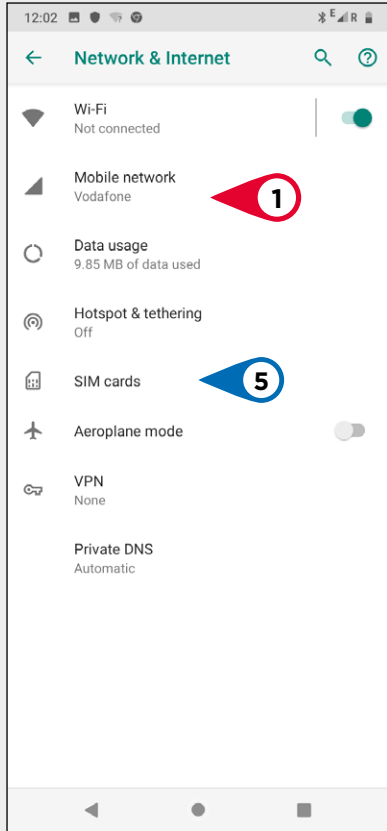 12:02 E R
Network & Internet
Wi-Fi
Not connected
Mobile network
Vodafone
1
Data usage
9.85 MB of data used
Hotspot & tethering
Off
SIM cards
5
Aeroplane mode
VPN
None
Private DNS
Automatic